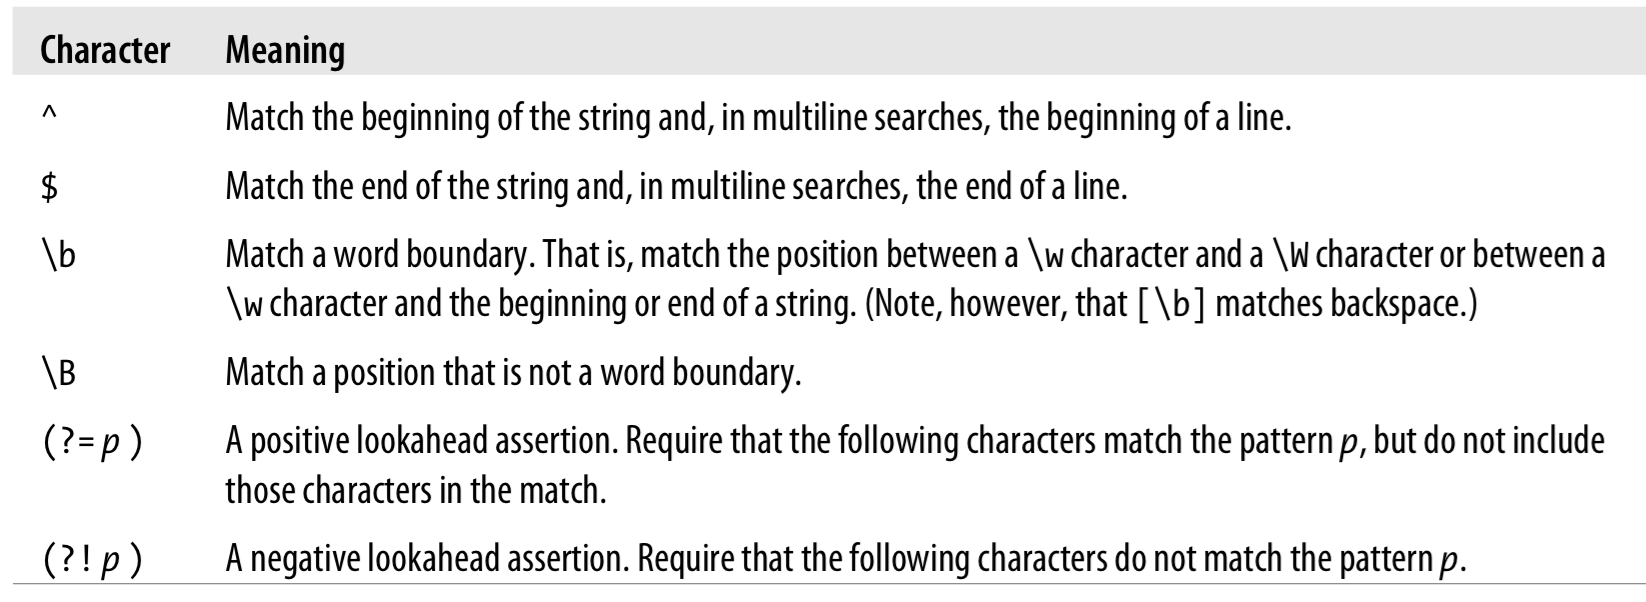 Character Meaning
^ Match the beginning of the string and, in multiline searches, the beginning of a line.
$ Match the end of the string and, in multiline searches, the end of a line.
\b Match a word boundary. That is, match the position between a \w character and a \W character or between a
\w character and the beginning or end of a string. (Note, however, that [\b] matches backspace.)
\B Match a position that is not a word boundary.
(?=p) A positive lookahead assertion. Require that the following characters match the pattern p, but do not include
those characters in the match.
(?!p) A negative lookahead assertion. Require that the following characters do not match the pattern p.